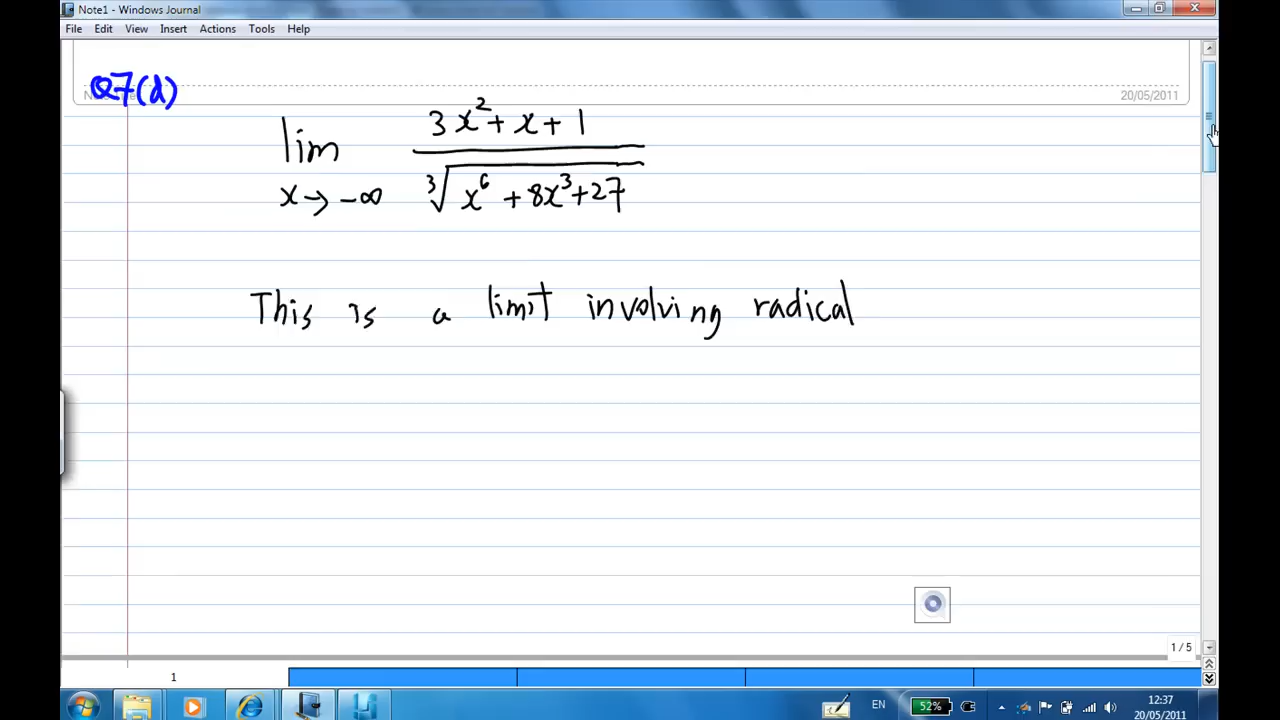 Note1 - Windows Journal
File Edit View Insert Actions Tools Help
Q7(d)
20/05/2011
3x² + x + 1
lim
x → -∞ ∛(x⁶ + 8x³ + 27)
This is a limit involving radical
1 / 5
1
EN 52% 12:37
20/05/2011